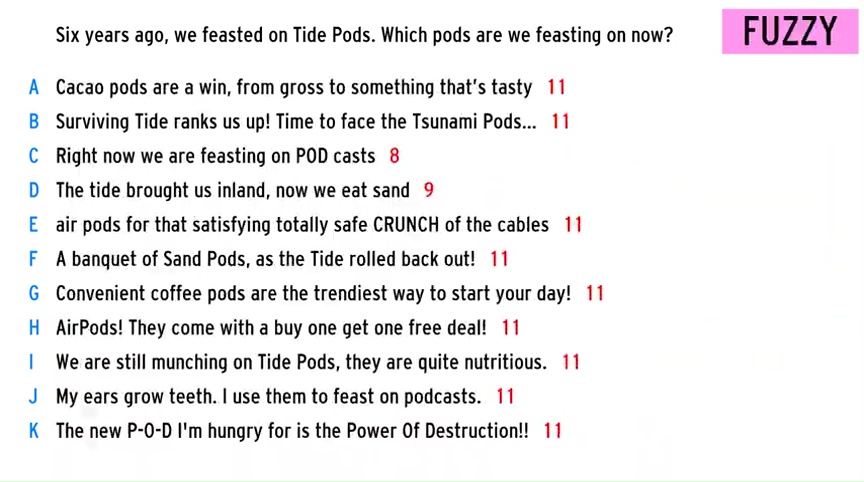 Six years ago, we feasted on Tide Pods. Which pods are we feasting on now?
FUZZY
A Cacao pods are a win, from gross to something that's tasty 11
B Surviving Tide ranks us up! Time to face the Tsunami Pods... 11
C Right now we are feasting on POD casts 8
D The tide brought us inland, now we eat sand 9
E air pods for that satisfying totally safe CRUNCH of the cables 11
F A banquet of Sand Pods, as the Tide rolled back out! 11
G Convenient coffee pods are the trendiest way to start your day! 11
H AirPods! They come with a buy one get one free deal! 11
I We are still munching on Tide Pods, they are quite nutritious. 11
J My ears grow teeth. I use them to feast on podcasts. 11
K The new P-O-D I'm hungry for is the Power Of Destruction!! 11